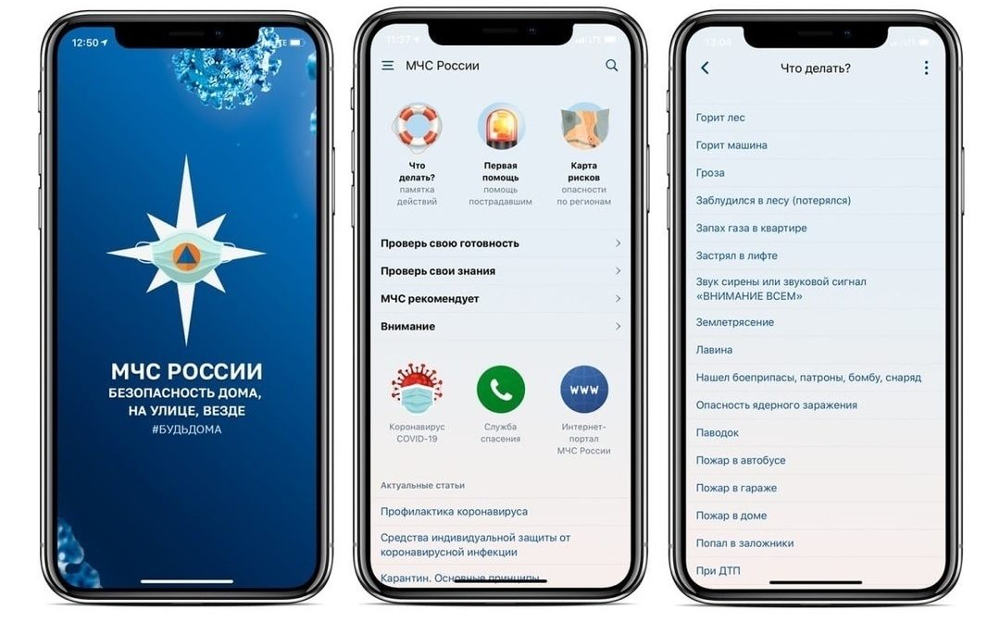 12:50
LTE
МЧС РОССИИ
БЕЗОПАСНОСТЬ ДОМА,
НА УЛИЦЕ, ВЕЗДЕ
#БУДЬДОМА
11:37
LTE
МЧС России
Что
делать?
памятка
действий
Первая
помощь
помощь
пострадавшим
Карта
рисков
опасности
по регионам
Проверь свою готовность
Проверь свои знания
МЧС рекомендует
Внимание
Коронавирус
COVID-19
Служба
спасения
www
Интернет-
портал
МЧС России
Актуальные статьи
Профилактика коронавируса
Средства индивидуальной защиты от
коронавирусной инфекции
Карантин. Основные принципы
13:04
LTE
Что делать?
Горит лес
Горит машина
Гроза
Заблудился в лесу (потерялся)
Запах газа в квартире
Застрял в лифте
Звук сирены или звуковой сигнал
«ВНИМАНИЕ ВСЕМ»
Землетрясение
Лавина
Нашел боеприпасы, патроны, бомбу, снаряд
Опасность ядерного заражения
Паводок
Пожар в автобусе
Пожар в гараже
Пожар в доме
Попал в заложники
При ДТП